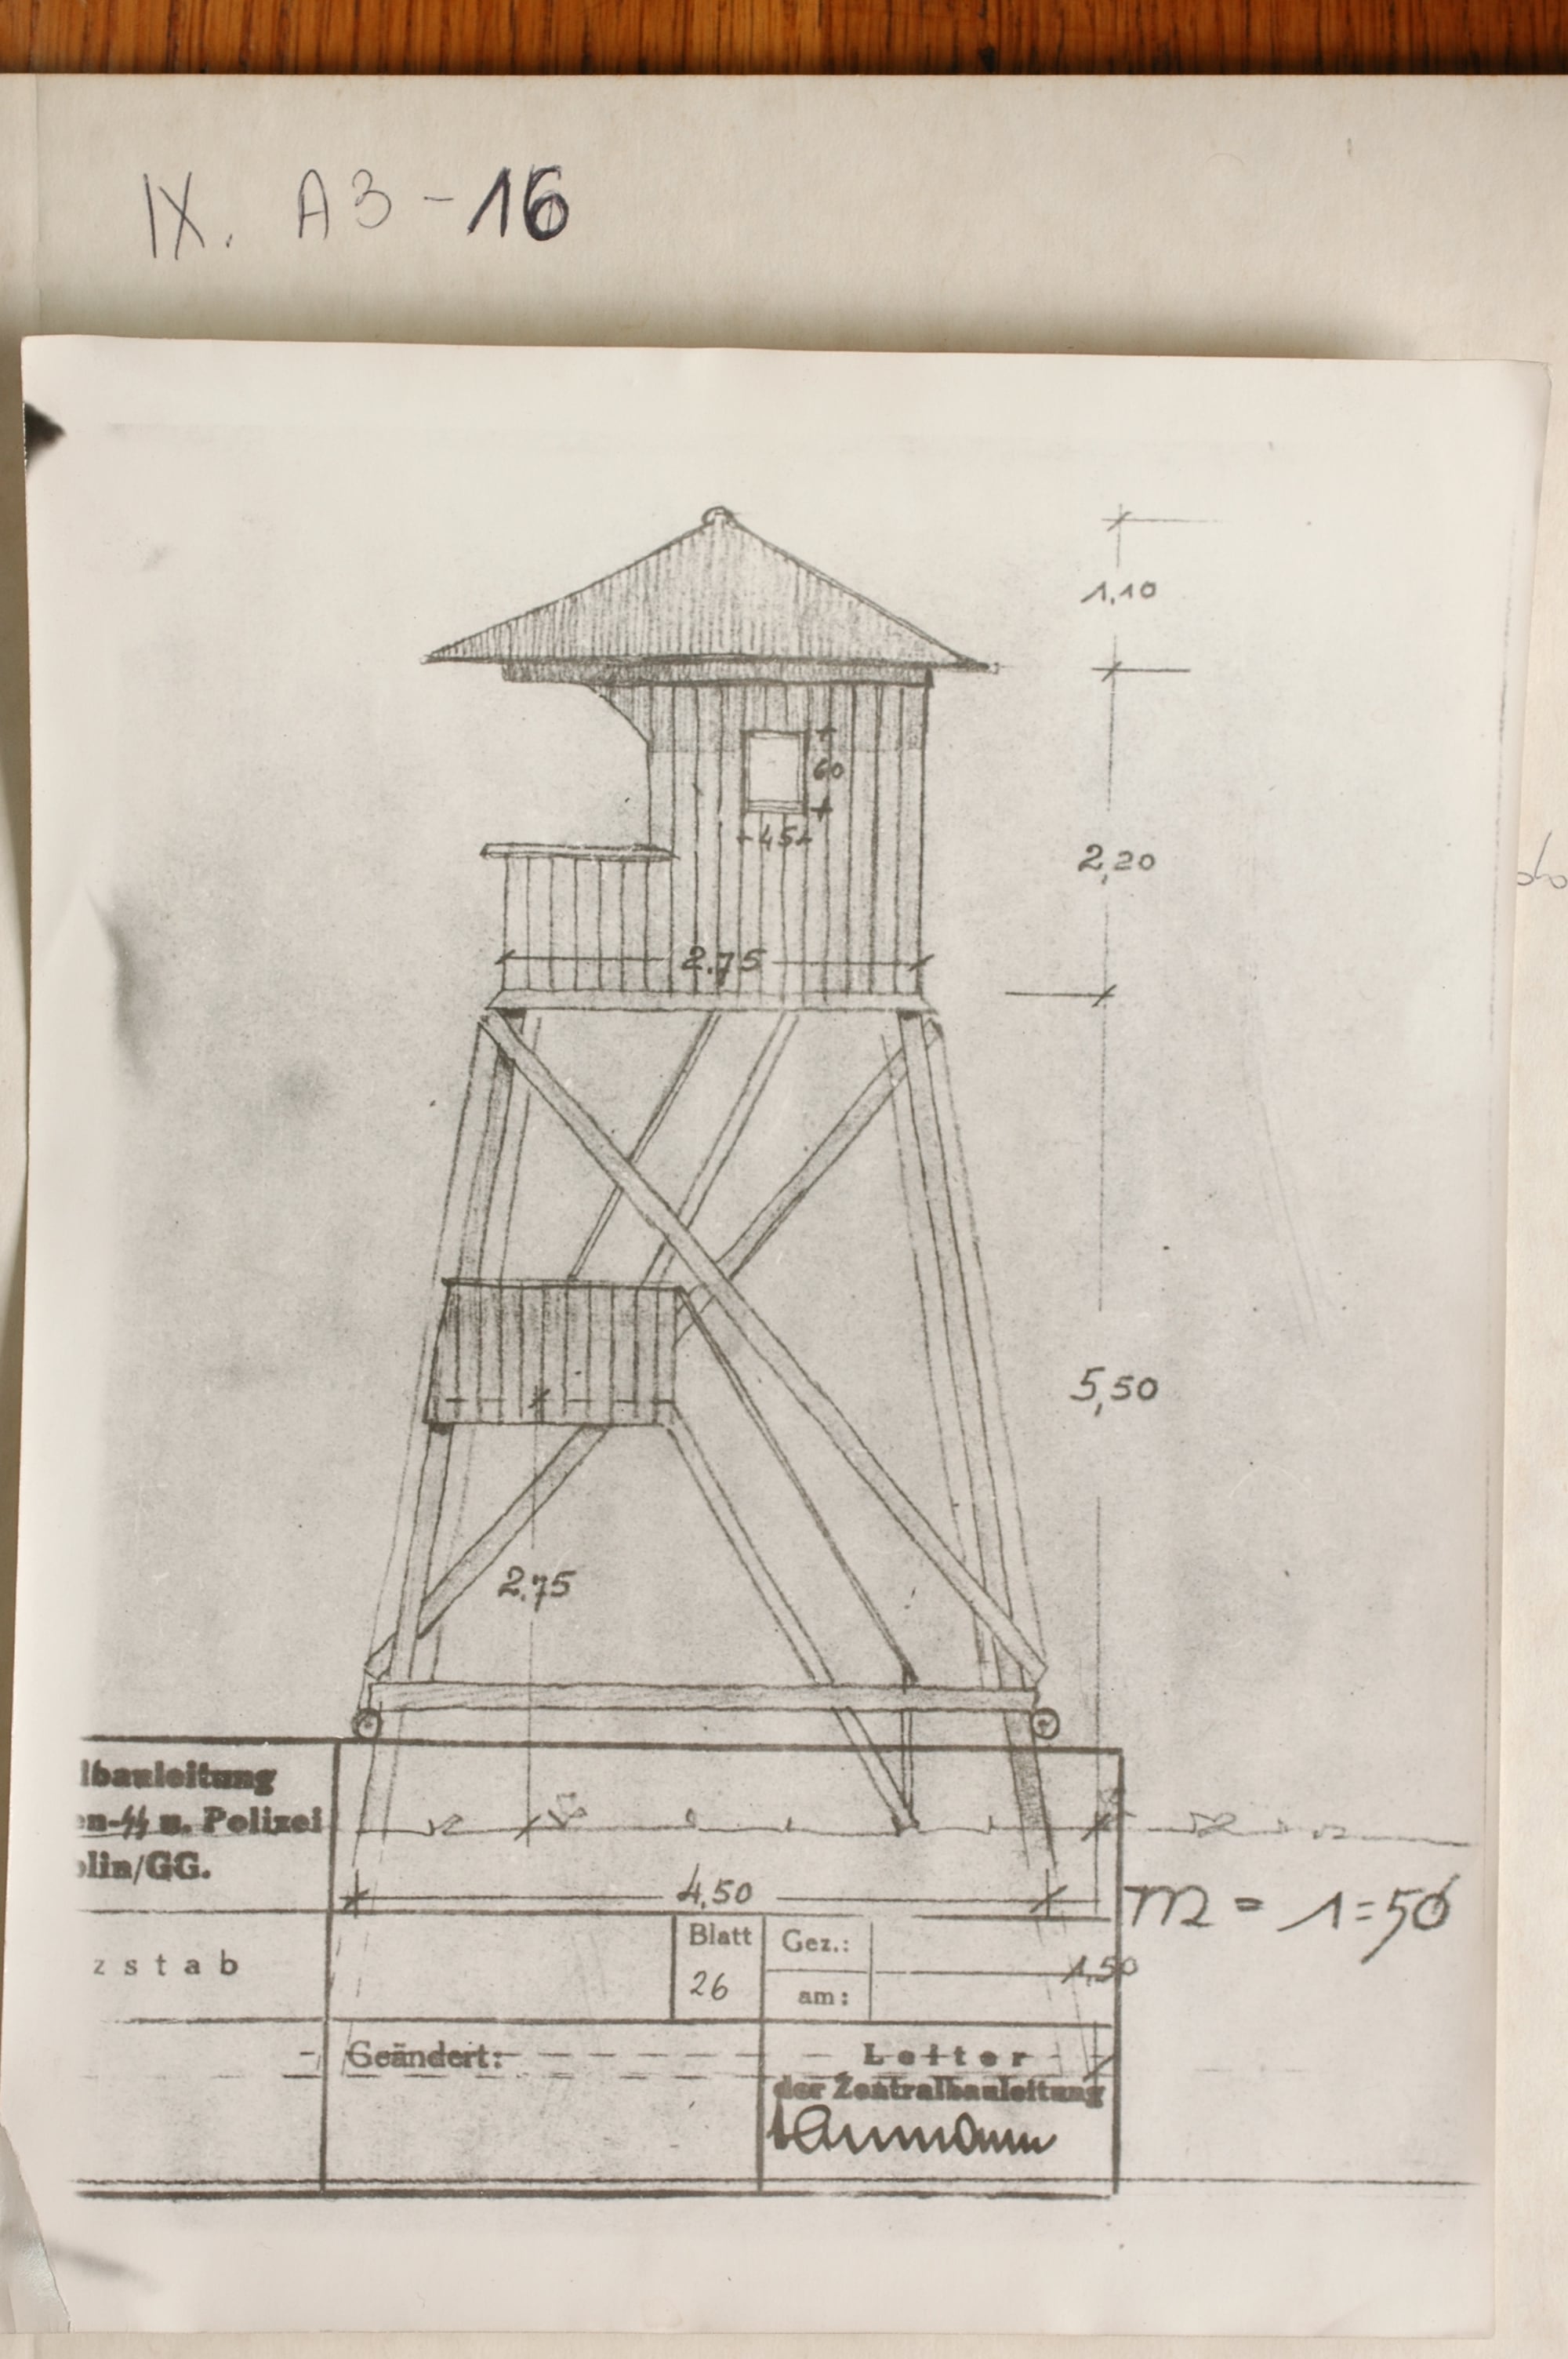 IX. A3-16
1,10
60
45
2,20
2.75
5,50
2.75
lbauleitung
en-SS u. Polizei
blin/GG.
4,50
m = 1:50
zstab
Blatt
26
Gez.:
am:
1,50
Geändert:
Leiter
der Zentralbauleitung